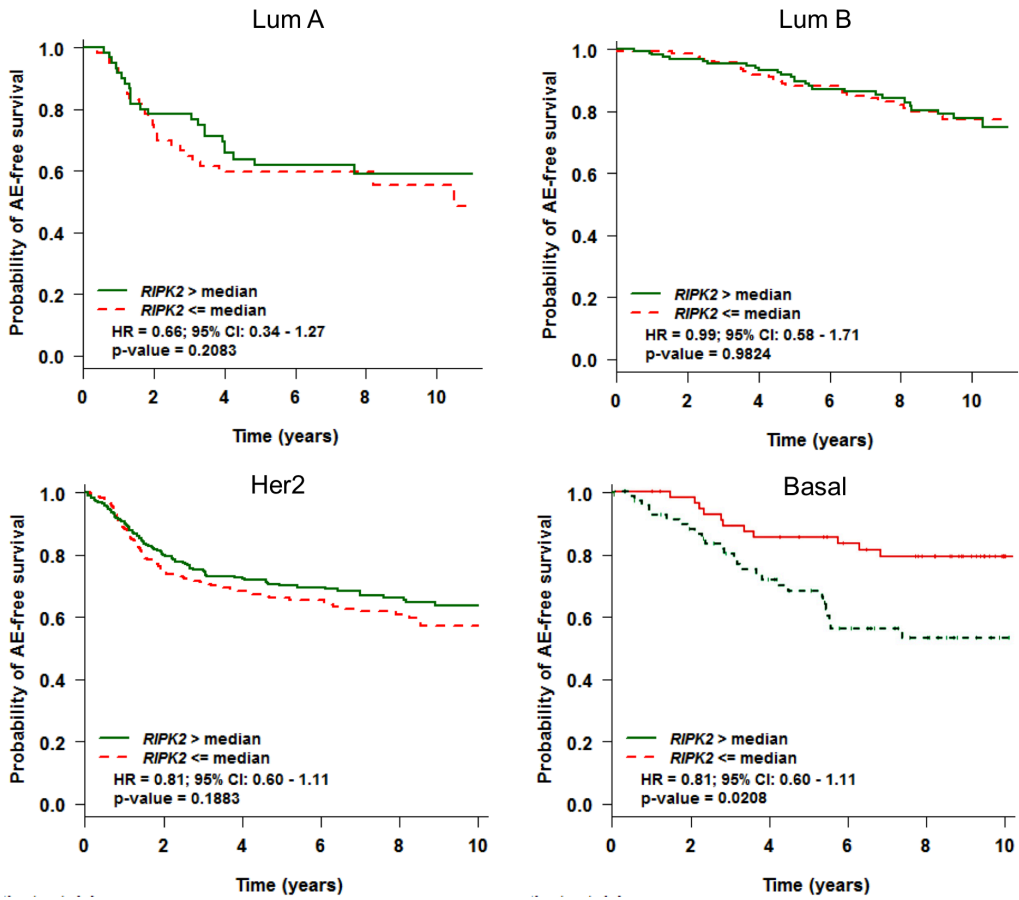 Lum A
Probability of AE-free survival
1.0
0.8
0.6
0.4
0.2
0.0
RIPK2 > median
RIPK2 <= median
HR = 0.66; 95% CI: 0.34 - 1.27
p-value = 0.2083
0 2 4 6 8 10
Time (years)
Lum B
Probability of AE-free survival
1.0
0.8
0.6
0.4
0.2
0.0
RIPK2 > median
RIPK2 <= median
HR = 0.99; 95% CI: 0.58 - 1.71
p-value = 0.9824
0 2 4 6 8 10
Time (years)
Her2
Probability of AE-free survival
1.0
0.8
0.6
0.4
0.2
0.0
RIPK2 > median
RIPK2 <= median
HR = 0.81; 95% CI: 0.60 - 1.11
p-value = 0.1883
0 2 4 6 8 10
Time (years)
Basal
Probability of AE-free survival
1.0
0.8
0.6
0.4
0.2
0.0
RIPK2 > median
RIPK2 <= median
HR = 0.81; 95% CI: 0.60 - 1.11
p-value = 0.0208
0 2 4 6 8 10
Time (years)